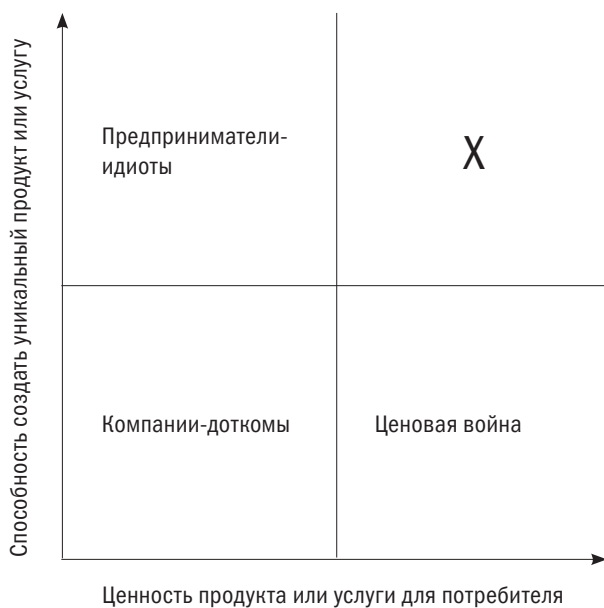 Способность создать уникальный продукт или услугу
Предприниматели-
идиоты
X
Компании-доткомы
Ценовая война
Ценность продукта или услуги для потребителя